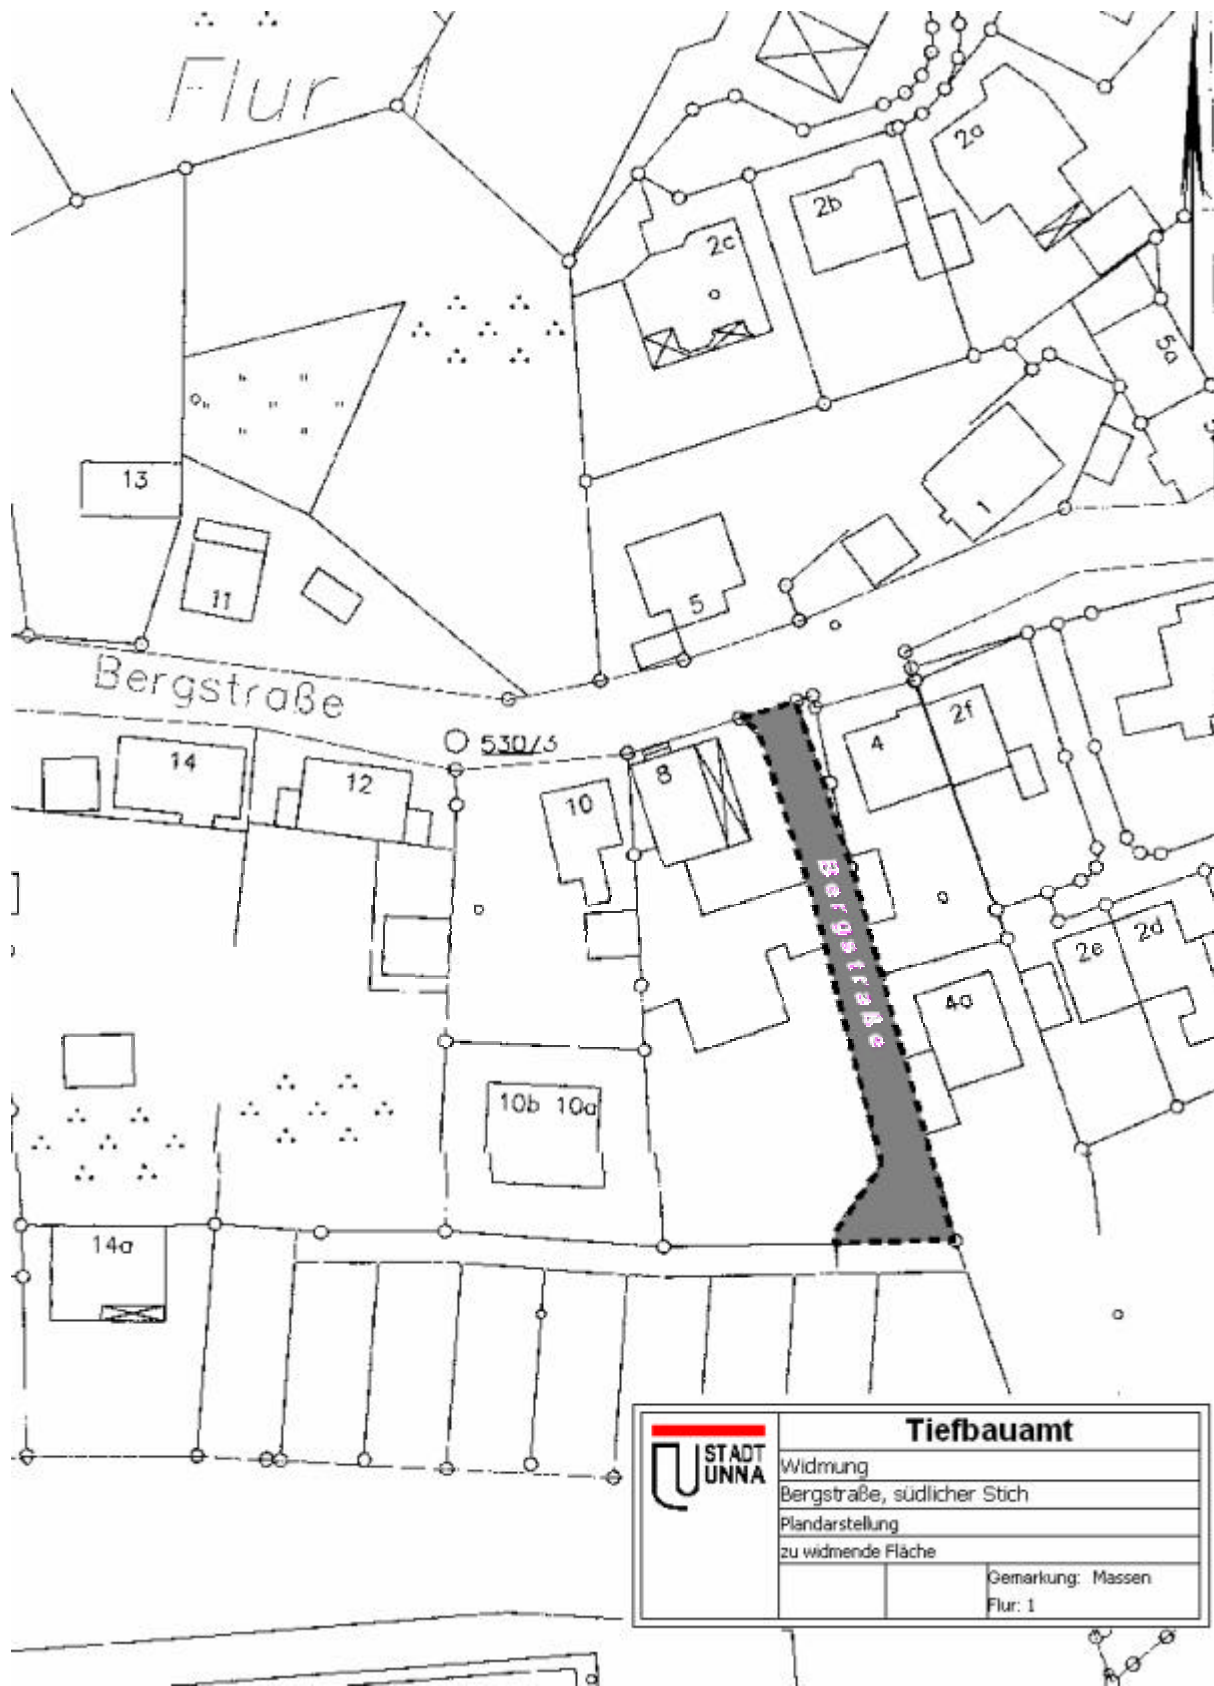 Flur 1
2a
2b
2c
5a
13
1
11
5
Bergstraße
530/3
2f
4
14
12
8
10
Bergstraße
2d
2e
4a
10b 10a
14a
STADT
UNNA
Tiefbauamt
Widmung
Bergstraße, südlicher Stich
Plandarstellung
zu widmende Fläche
Gemarkung: Massen
Flur: 1